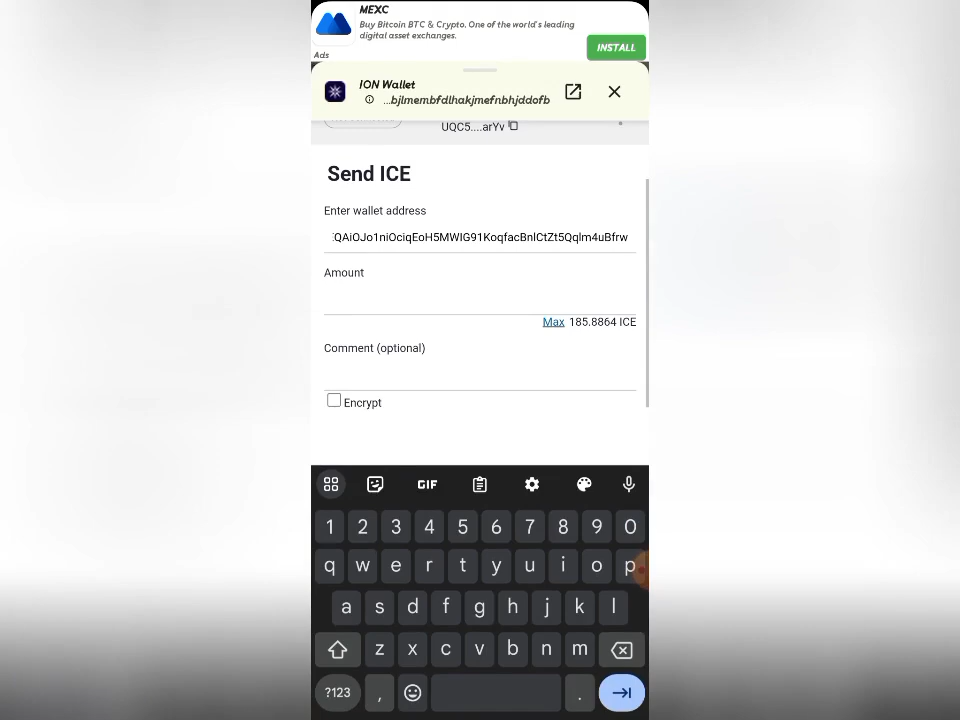 MEXC
Buy Bitcoin BTC & Crypto. One of the world's leading
digital asset exchanges.
INSTALL
Ads
ION Wallet
...bjlmembfdlhakjmefnbhjddofb
UQC5....arYv
Send ICE
Enter wallet address
QAiOJo1niOciqEoH5MWIG91KoqfacBnlCtZt5Qqlm4uBfrw
Amount
Max 185.8864 ICE
Comment (optional)
Encrypt
GIF
1 2 3 4 5 6 7 8 9 0
q w e r t y u i o p
a s d f g h j k l
z x c v b n m
?123 , .